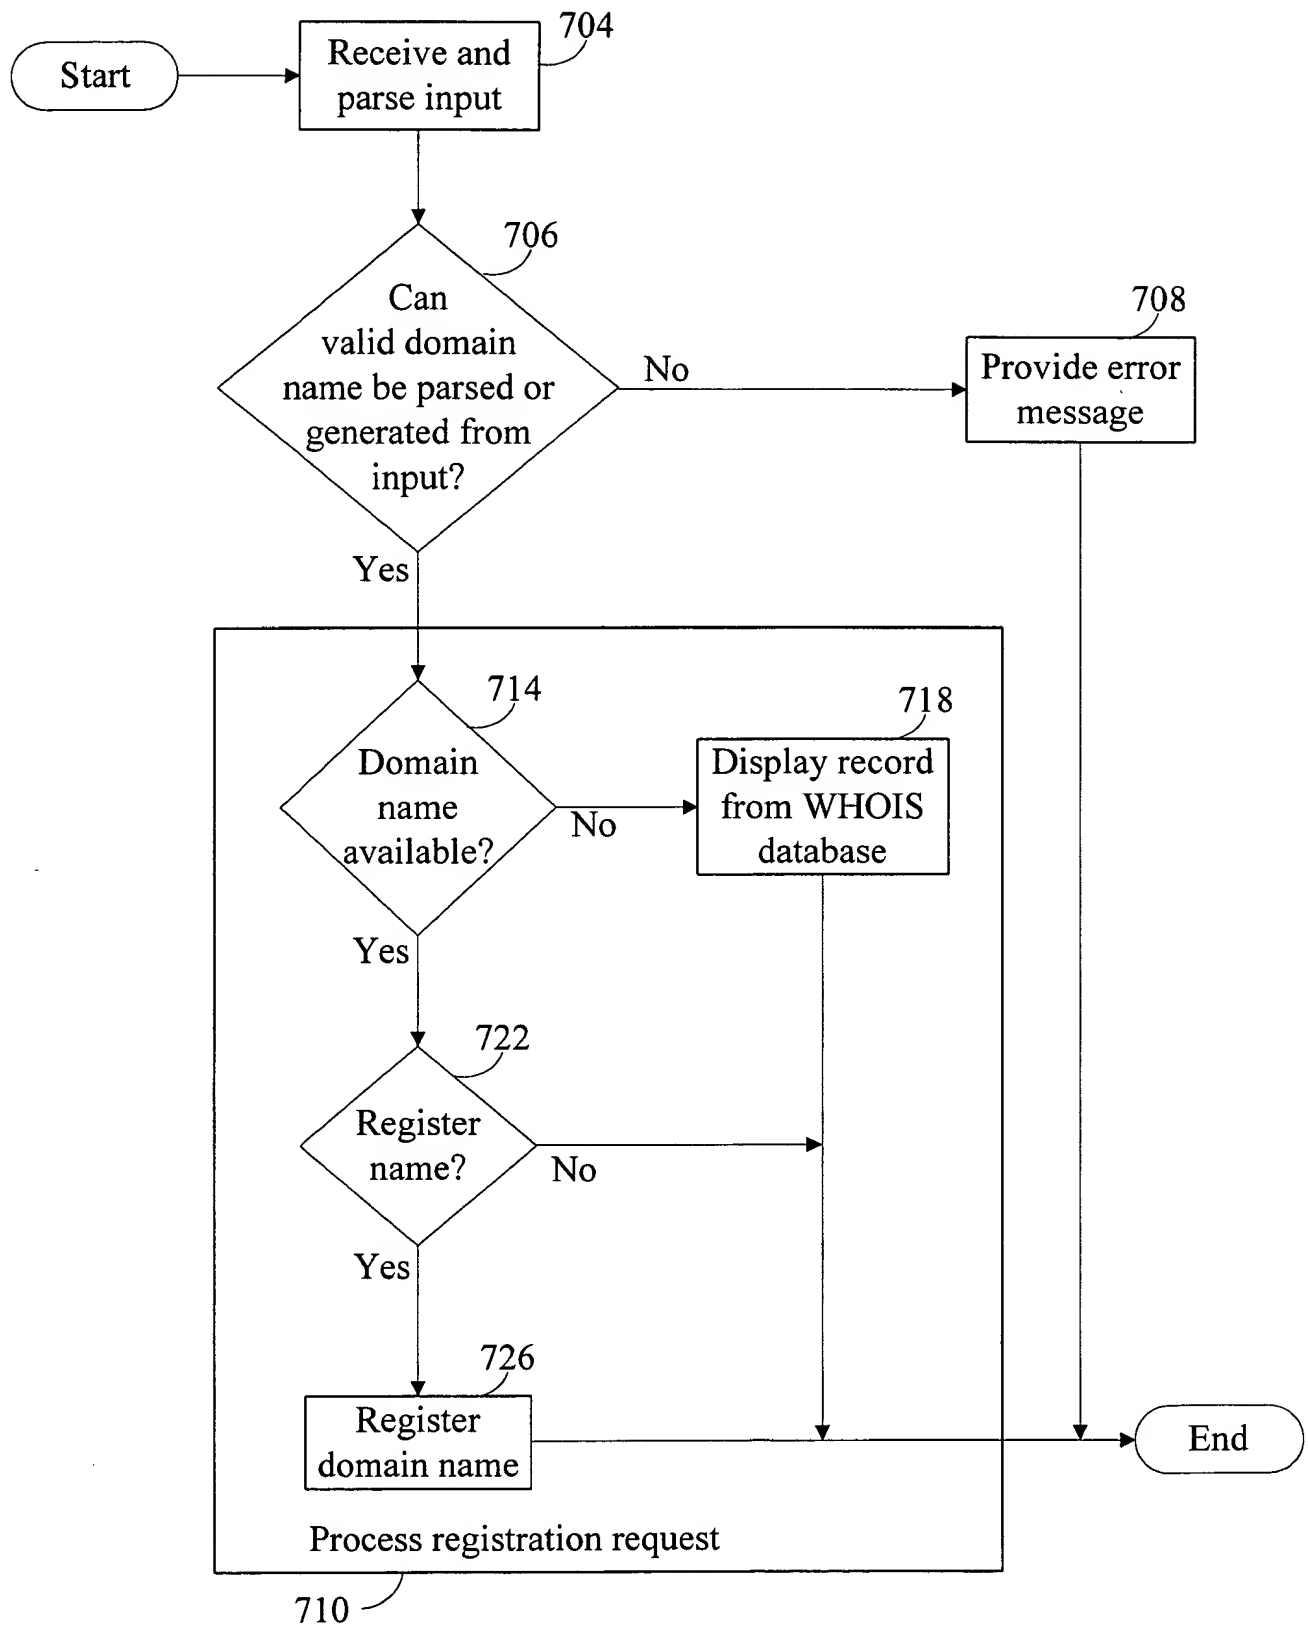 704
Start
Receive and
parse input
706
Can
valid domain
name be parsed or
generated from
input?
No
708
Provide error
message
Yes
714
Domain
name
available?
No
718
Display record
from WHOIS
database
Yes
722
Register
name?
No
Yes
726
Register
domain name
End
Process registration request
710